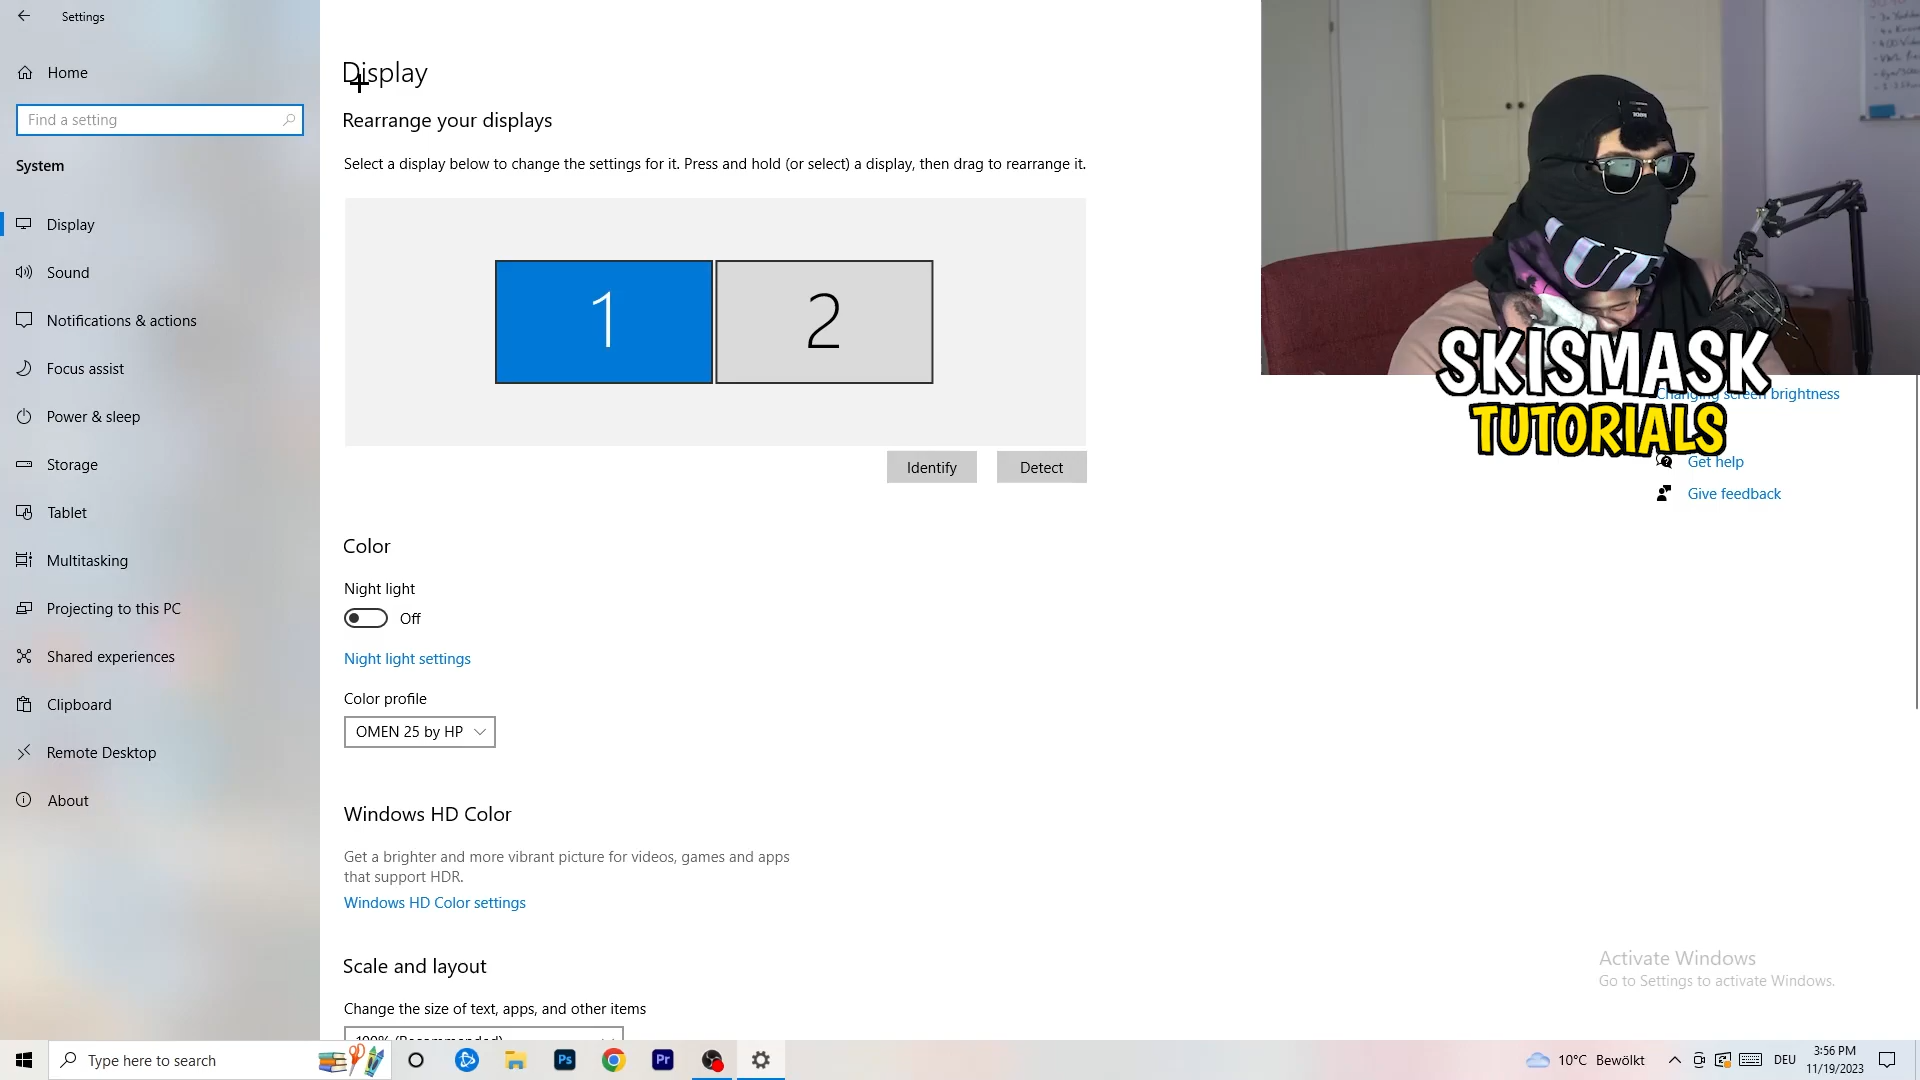 Settings
Home
Find a setting
System
Display
Sound
Notifications & actions
Focus assist
Power & sleep
Storage
Tablet
Multitasking
Projecting to this PC
Shared experiences
Clipboard
Remote Desktop
About
Display
Rearrange your displays
Select a display below to change the settings for it. Press and hold (or select) a display, then drag to rearrange it.
1
2
Identify
Detect
Color
Night light
Off
Night light settings
Color profile
OMEN 25 by HP
Windows HD Color
Get a brighter and more vibrant picture for videos, games and apps
that support HDR.
Windows HD Color settings
Scale and layout
Change the size of text, apps, and other items
100% (Recommended)
SKISMASK
TUTORIALS
Changing screen brightness
Get help
Give feedback
Activate Windows
Go to Settings to activate Windows.
Type here to search
Ps
Pr
10°C Bewölkt
DEU
3:56 PM
11/19/2023